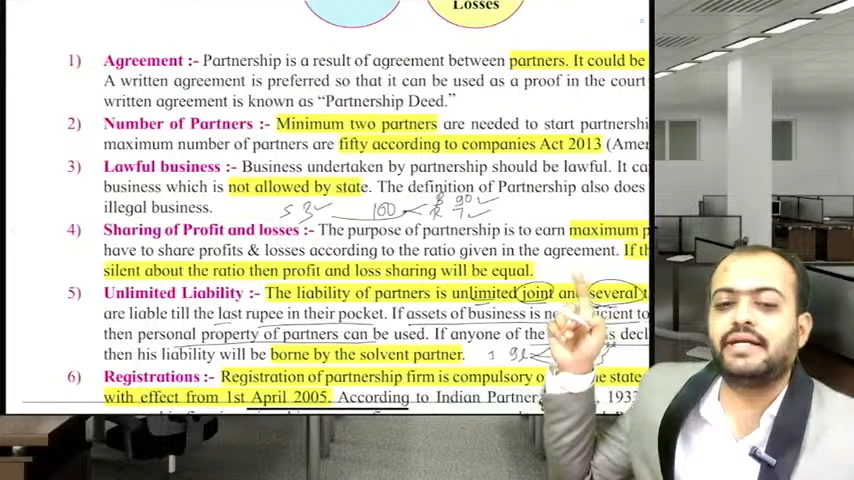 Losses
1) Agreement :- Partnership is a result of agreement between partners. It could be
A written agreement is preferred so that it can be used as a proof in the court
written agreement is known as “Partnership Deed.”
2) Number of Partners :- Minimum two partners are needed to start partnershi
maximum number of partners are fifty according to companies Act 2013 (Amer
3) Lawful business :- Business undertaken by partnership should be lawful. It ca
business which is not allowed by state. The definition of Partnership also does
illegal business.
100
90
4) Sharing of Profit and losses :- The purpose of partnership is to earn maximum p
have to share profits & losses according to the ratio given in the agreement. If th
silent about the ratio then profit and loss sharing will be equal.
5) Unlimited Liability :- The liability of partners is unlimited joint and several t
are liable till the last rupee in their pocket. If assets of business is no icient to
then personal property of partners can be used. If anyone of the is decl
then his liability will be borne by the solvent partner.
6) Registrations :- Registration of partnership firm is compulsory o e state
with effect from 1st April 2005. According to Indian Partner , 193